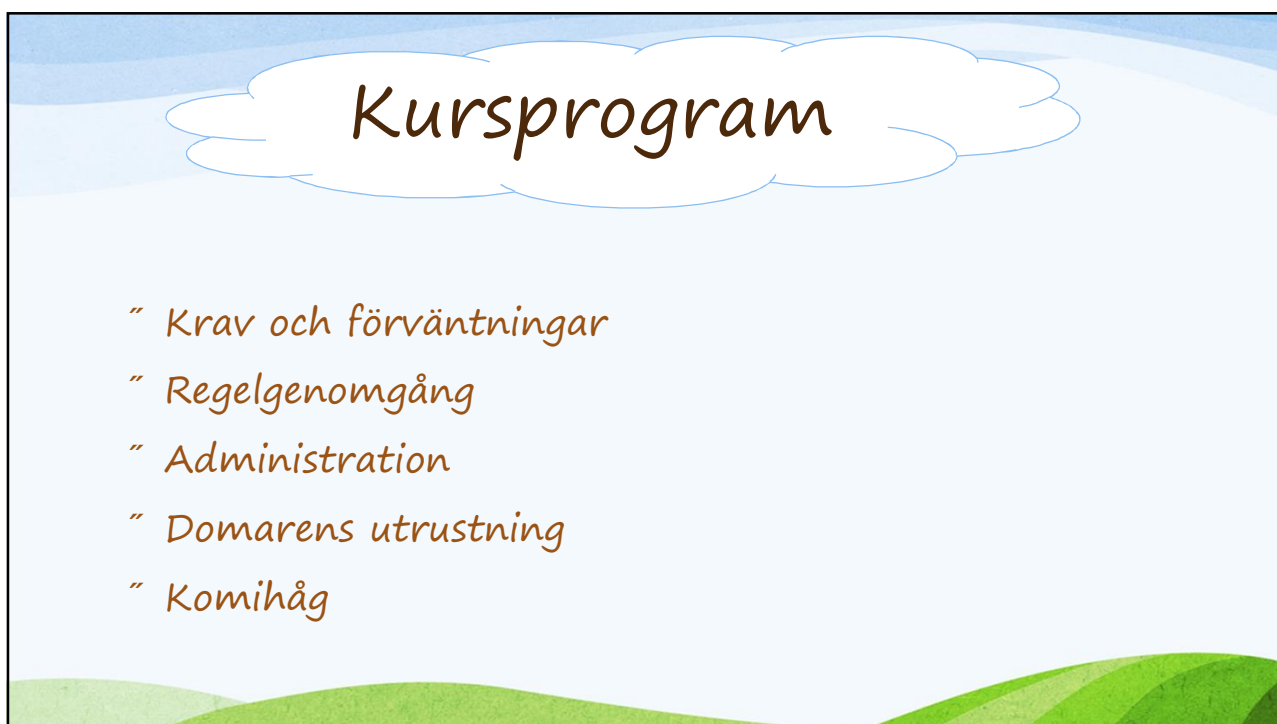 Kursprogram
˝ Krav och förväntningar
˝ Regelgenomgång
˝ Administration
˝ Domarens utrustning
˝ Komihåg